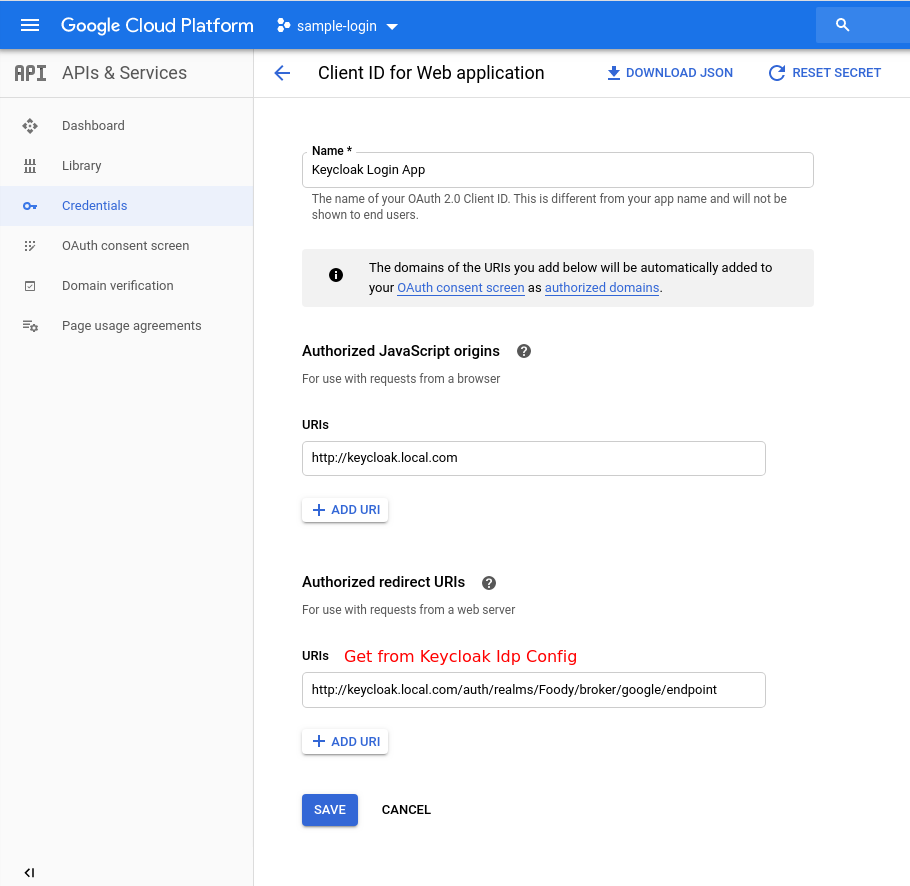 Google Cloud Platform sample-login
API APIs & Services
Client ID for Web application DOWNLOAD JSON RESET SECRET
Dashboard
Library
Credentials
OAuth consent screen
Domain verification
Page usage agreements
Name *
Keycloak Login App
The name of your OAuth 2.0 Client ID. This is different from your app name and will not be
shown to end users.
The domains of the URIs you add below will be automatically added to
your OAuth consent screen as authorized domains.
Authorized JavaScript origins
For use with requests from a browser
URIs
http://keycloak.local.com
ADD URI
Authorized redirect URIs
For use with requests from a web server
URIs Get from Keycloak Idp Config
http://keycloak.local.com/auth/realms/Foody/broker/google/endpoint
ADD URI
SAVE CANCEL